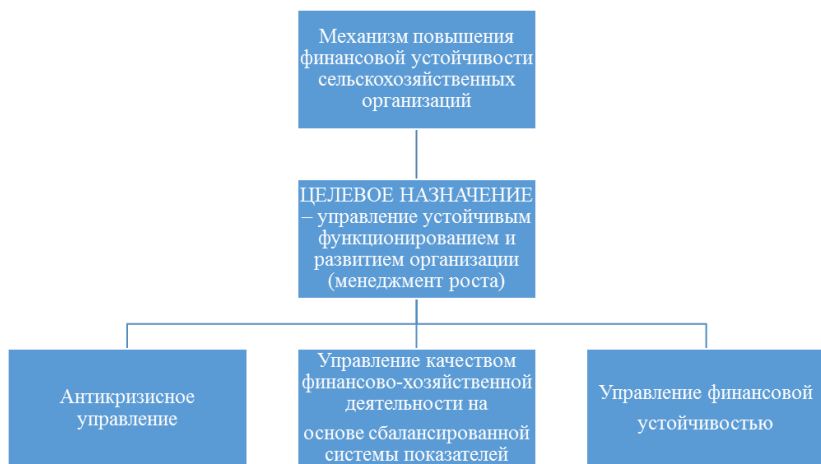 Механизм повышения
финансовой устойчивости
сельскохозяйственных
организаций
ЦЕЛЕВОЕ НАЗНАЧЕНИЕ
– управление устойчивым
функционированием и
развитием организации
(менеджмент роста)
Антикризисное
управление
Управление качеством
финансово-хозяйственной
деятельности на
основе сбалансированной
системы показателей
Управление финансовой
устойчивостью